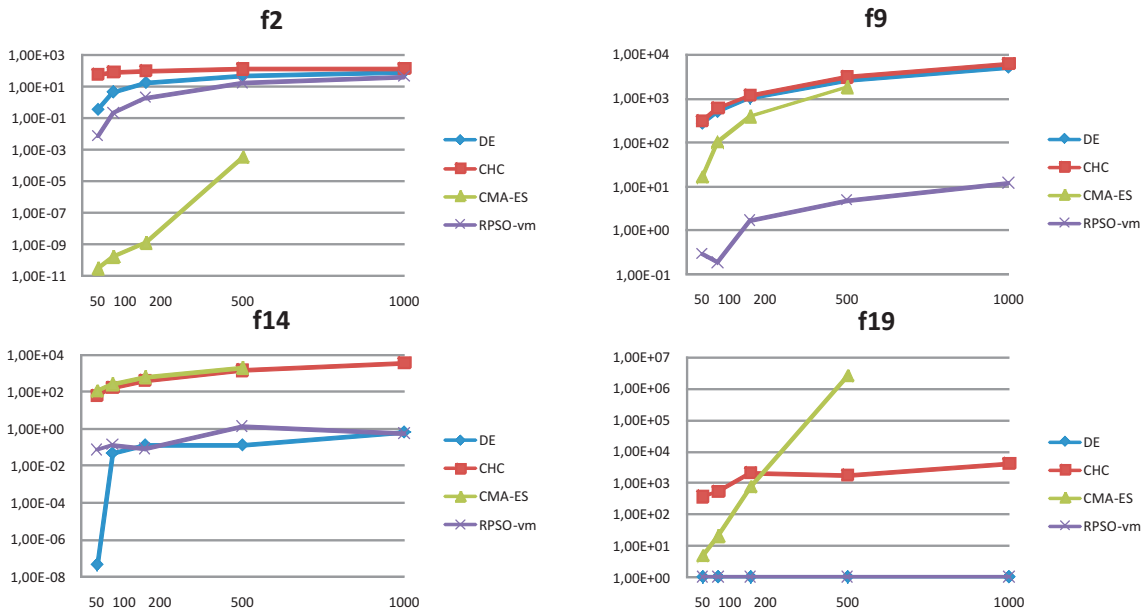 f2
1,00E+03
1,00E+01
1,00E-01
1,00E-03
1,00E-05
1,00E-07
1,00E-09
1,00E-11
50 100 200 500 1000
DE
CHC
CMA-ES
RPSO-vm
f9
1,00E+04
1,00E+03
1,00E+02
1,00E+01
1,00E+00
1,00E-01
50 100 200 500 1000
DE
CHC
CMA-ES
RPSO-vm
f14
1,00E+04
1,00E+02
1,00E+00
1,00E-02
1,00E-04
1,00E-06
1,00E-08
50 100 200 500 1000
DE
CHC
CMA-ES
RPSO-vm
f19
1,00E+07
1,00E+06
1,00E+05
1,00E+04
1,00E+03
1,00E+02
1,00E+01
1,00E+00
50 100 200 500 1000
DE
CHC
CMA-ES
RPSO-vm